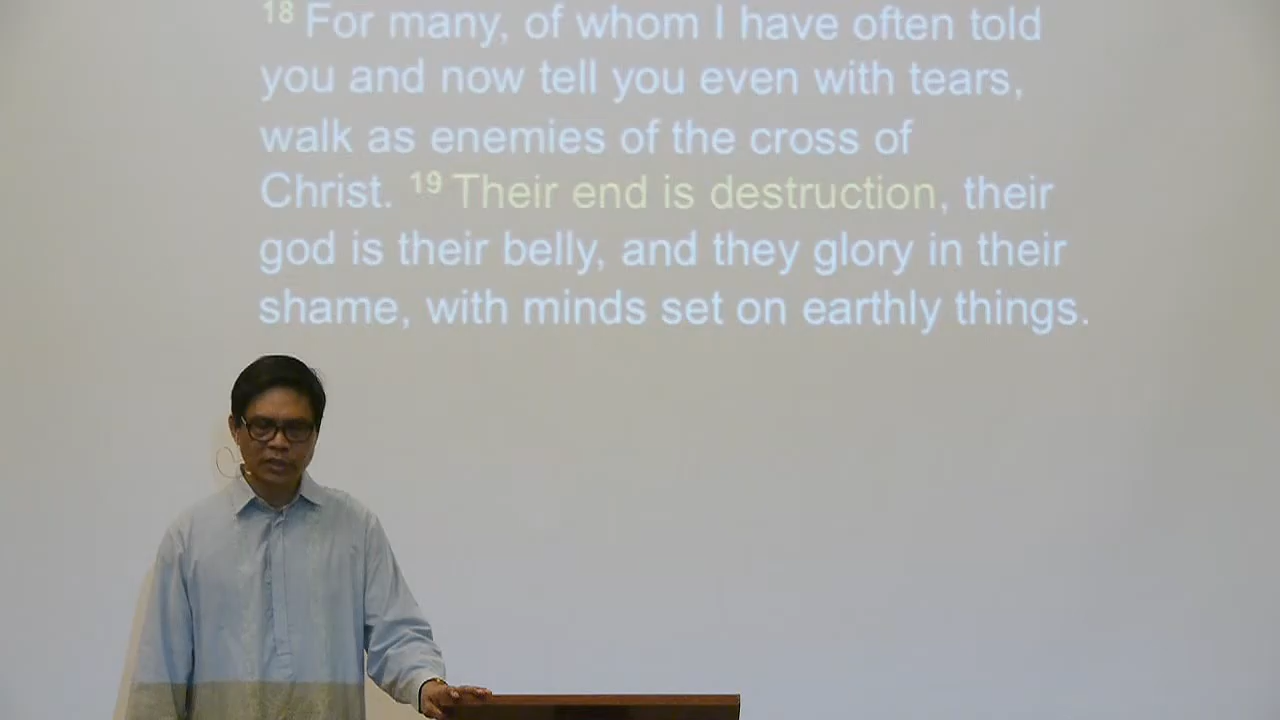 18 For many, of whom I have often told
you and now tell you even with tears,
walk as enemies of the cross of
Christ. 19 Their end is destruction, their
god is their belly, and they glory in their
shame, with minds set on earthly things.